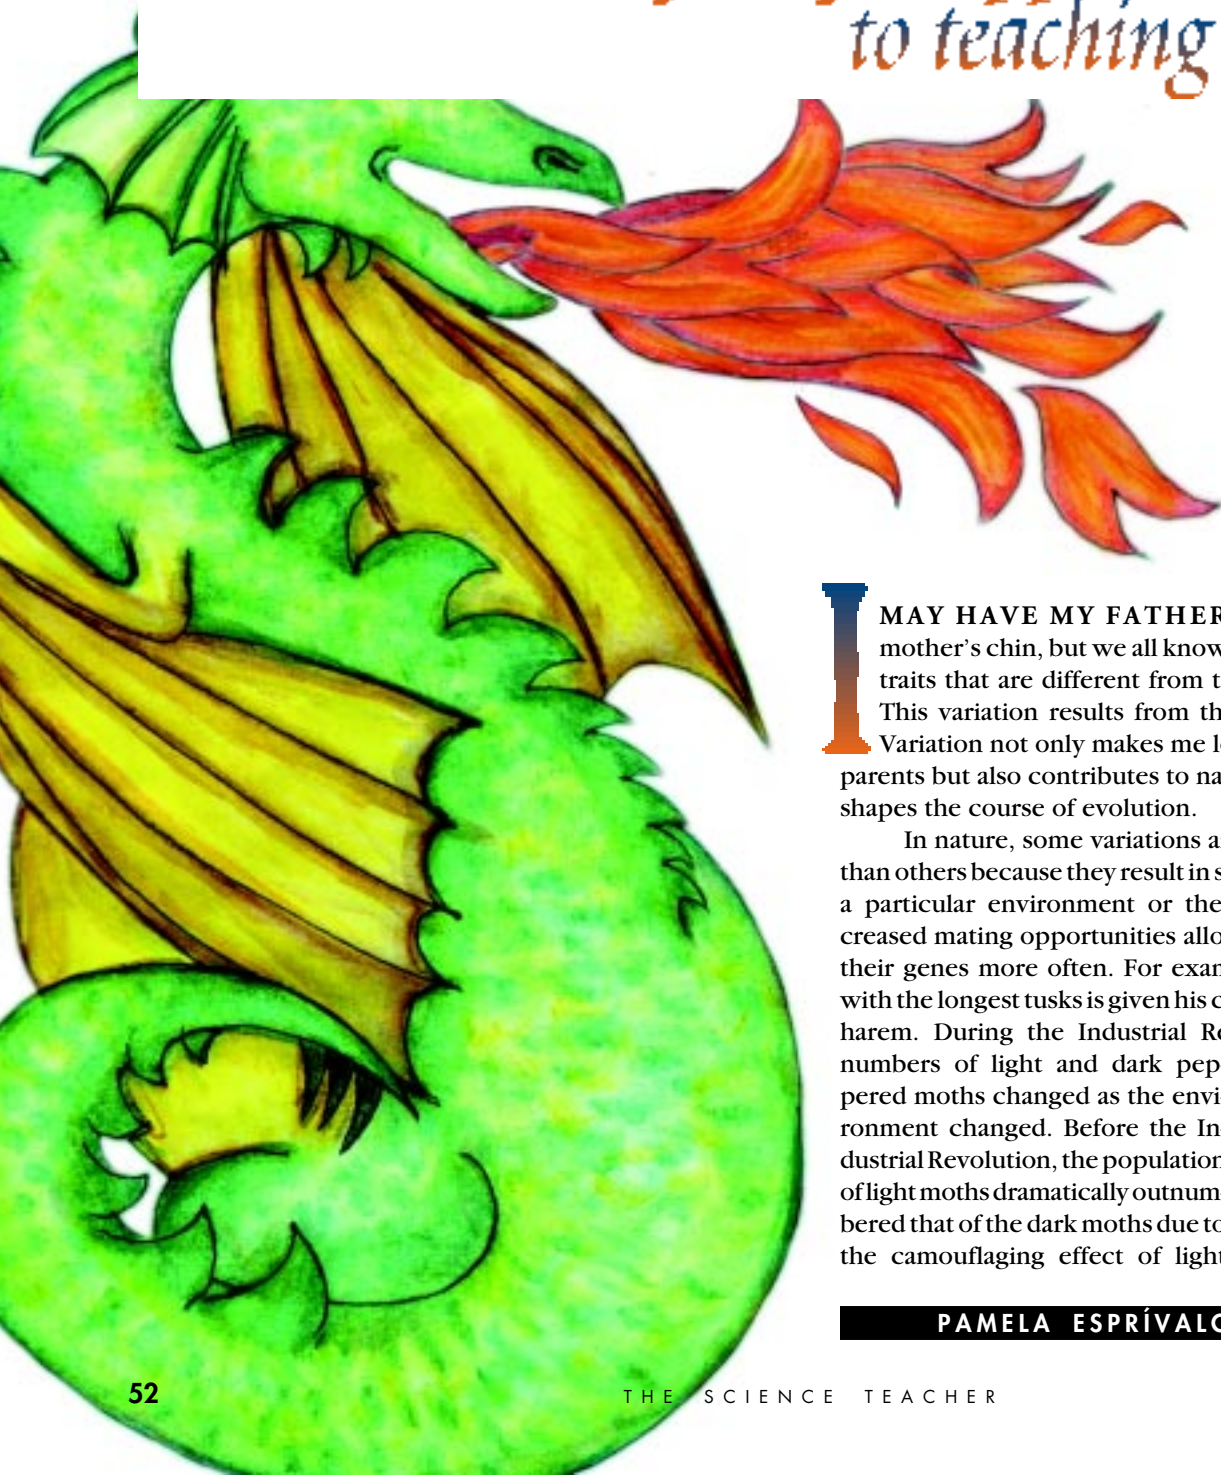 to teaching
I MAY HAVE MY FATHER
mother's chin, but we all know
traits that are different from
This variation results from
Variation not only makes me
parents but also contributes to
shapes the course of evolution.
In nature, some variations
than others because they result in
a particular environment or
creased mating opportunities
their genes more often. For
with the longest tusks is given his
harem. During the Industrial
numbers of light and dark pep-
pered moths changed as the envi-
ronment changed. Before the In-
dustrial Revolution, the population
of light moths dramatically outnum-
bered that of the dark moths due to
the camouflaging effect of light
PAMELA ESPRÍVALO
52
THE SCIENCE TEACHER